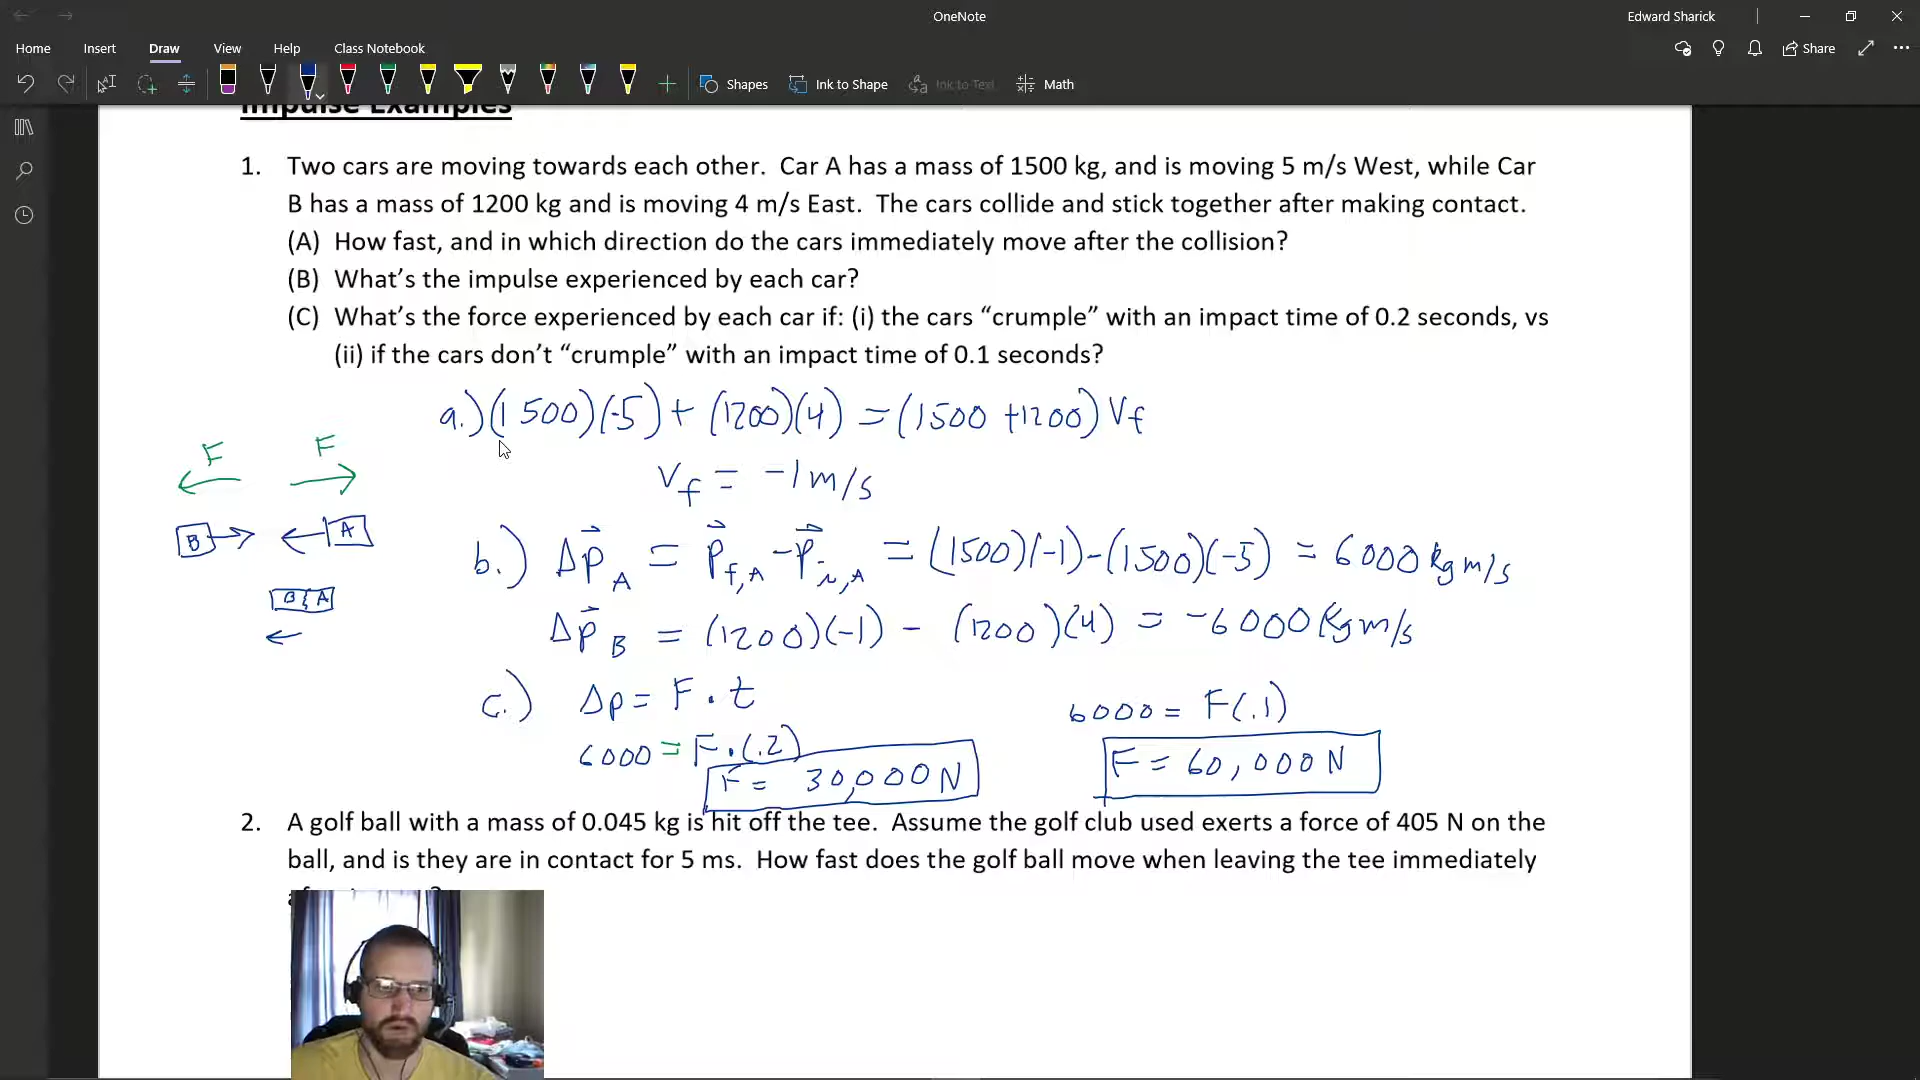 OneNote
Edward Sharick
Home Insert Draw View Help Class Notebook
Share
Shapes Ink to Shape Ink to Text Math
Impulse Examples
1. Two cars are moving towards each other. Car A has a mass of 1500 kg, and is moving 5 m/s West, while Car
B has a mass of 1200 kg and is moving 4 m/s East. The cars collide and stick together after making contact.
(A) How fast, and in which direction do the cars immediately move after the collision?
(B) What’s the impulse experienced by each car?
(C) What’s the force experienced by each car if: (i) the cars “crumple” with an impact time of 0.2 seconds, vs
(ii) if the cars don’t “crumple” with an impact time of 0.1 seconds?
a.) (1500)(-5) + (1200)(4) = (1500 +1200) Vf
F F
Vf = -1 m/s
B A
b.) Δp⃗A = p⃗f,A - p⃗i,A = (1500)(-1) - (1500)(-5) = 6000 kg m/s
B A
Δp⃗B = (1200)(-1) - (1200)(4) = -6000 kg m/s
c.) Δp = F · t
6000 = F(.1)
6000 = F·(.2)
F = 60,000 N
F = 30,000 N
2. A golf ball with a mass of 0.045 kg is hit off the tee. Assume the golf club used exerts a force of 405 N on the
ball, and is they are in contact for 5 ms. How fast does the golf ball move when leaving the tee immediately